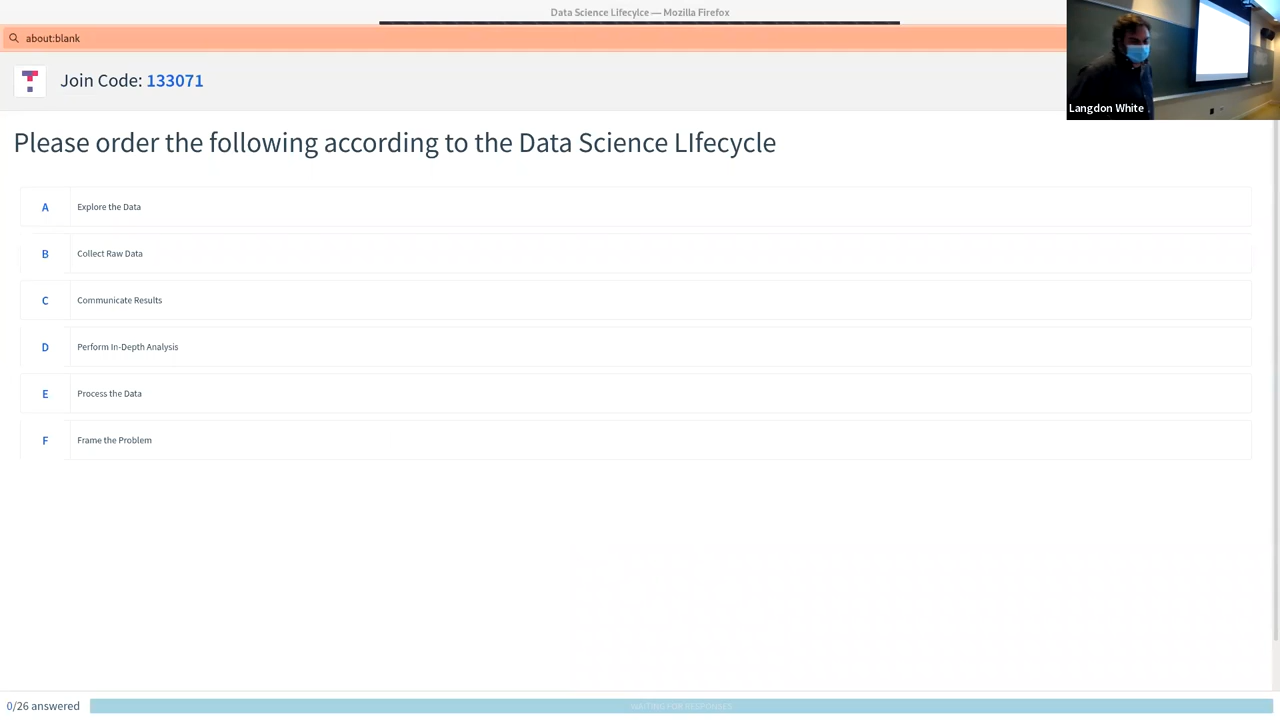 Data Science Lifecylce — Mozilla Firefox
about:blank
Join Code: 133071
Langdon White
Please order the following according to the Data Science LIfecycle
A Explore the Data
B Collect Raw Data
C Communicate Results
D Perform In-Depth Analysis
E Process the Data
F Frame the Problem
0/26 answered
WAITING FOR RESPONSES